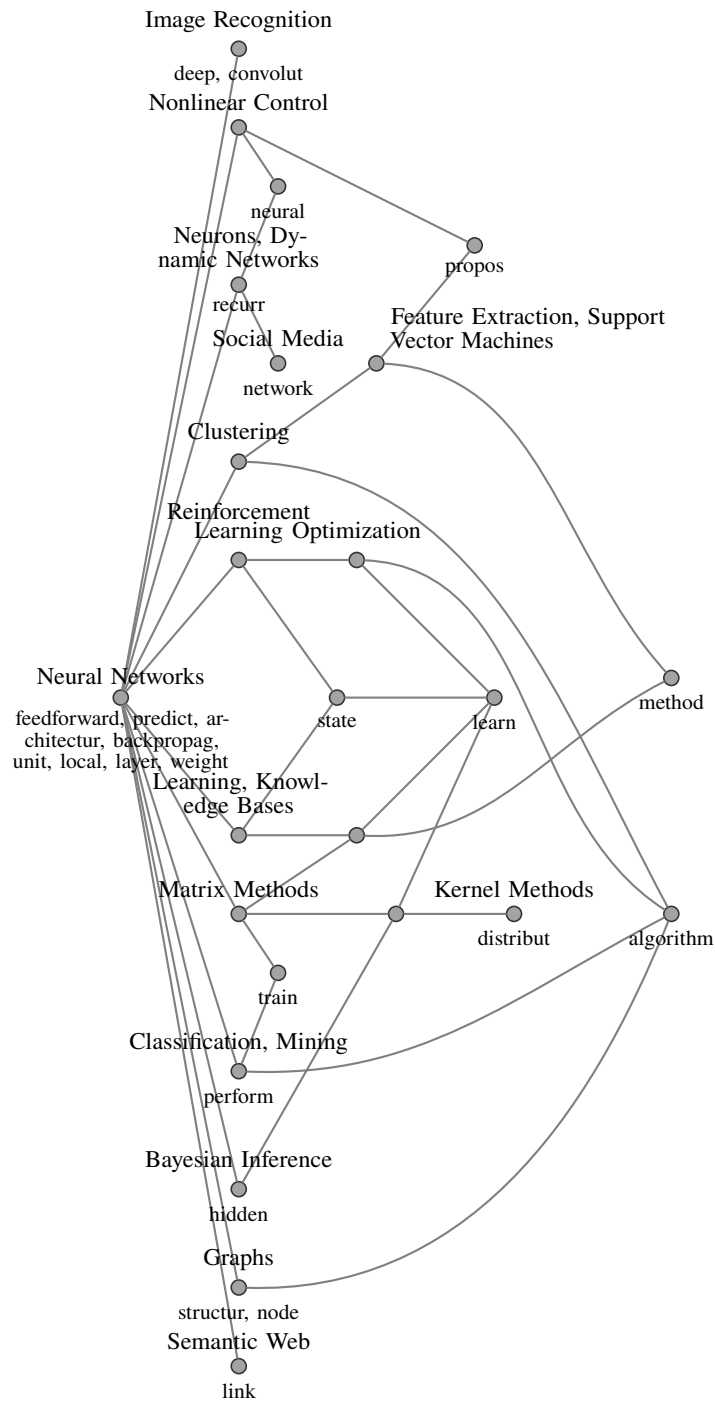 Image Recognition
deep, convolut
Nonlinear Control
neural
Neurons, Dy-
namic Networks
propos
recurr
Feature Extraction, Support
Vector Machines
Social Media
network
Clustering
Reinforcement
Learning Optimization
Neural Networks
feedforward, predict, ar-
chitectur, backpropag,
unit, local, layer, weight
state
learn
method
Learning, Knowl-
edge Bases
Matrix Methods
Kernel Methods
distribut
algorithm
train
Classification, Mining
perform
Bayesian Inference
hidden
Graphs
structur, node
Semantic Web
link